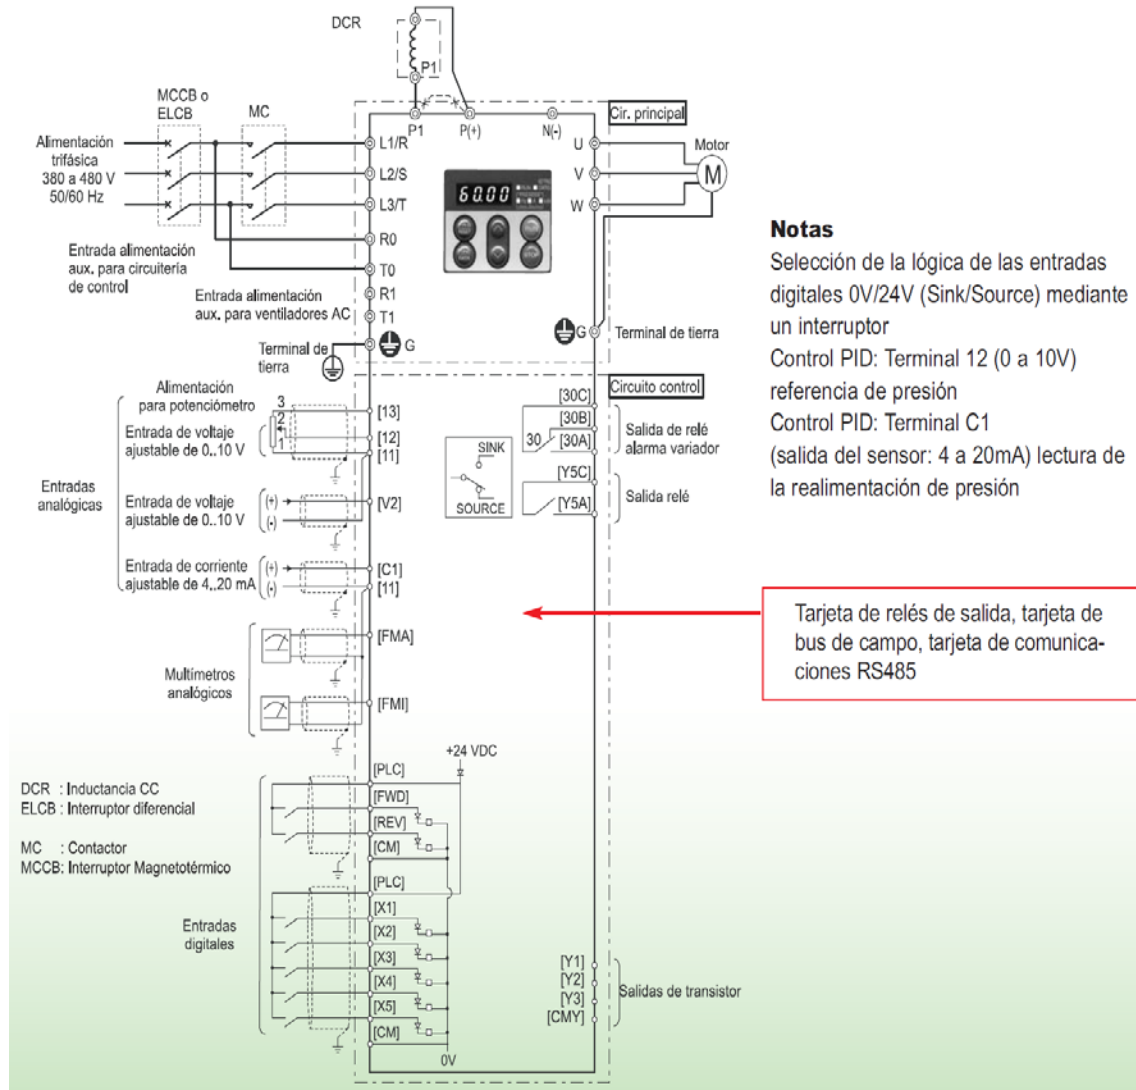 DCR
P1
MCCB o
ELCB
MC
Cir. principal
P1
P(+)
N(-)
Alimentación
trifásica
380 a 480 V
50/60 Hz
L1/R
L2/S
L3/T
R0
T0
R1
T1
G
60.00
U
V
W
Motor
M
Entrada alimentación
aux. para circuitería
de control
Entrada alimentación
aux. para ventiladores AC
Terminal de
tierra
G
Terminal de tierra
Notas
Selección de la lógica de las entradas
digitales 0V/24V (Sink/Source) mediante
un interruptor
Control PID: Terminal 12 (0 a 10V)
referencia de presión
Control PID: Terminal C1
(salida del sensor: 4 a 20mA) lectura de
la realimentación de presión
Circuito control
Alimentación
para potenciómetro
3
2
1
Entrada de voltaje
ajustable de 0..10 V
[13]
[12]
[11]
Entradas
analógicas
Entrada de voltaje
ajustable de 0..10 V
(+)
(-)
[V2]
Entrada de corriente
ajustable de 4..20 mA
(+)
(-)
[C1]
[11]
SINK
SOURCE
[30C]
[30B]
30
[30A]
Salida de relé
alarma variador
[Y5C]
[Y5A]
Salida relé
Tarjeta de relés de salida, tarjeta de
bus de campo, tarjeta de comunica-
ciones RS485
Multímetros
analógicos
[FMA]
[FMI]
+24 VDC
DCR : Inductancia CC
ELCB : Interruptor diferencial
MC : Contactor
MCCB: Interruptor Magnetotérmico
Entradas
digitales
[PLC]
[FWD]
[REV]
[CM]
[PLC]
[X1]
[X2]
[X3]
[X4]
[X5]
[CM]
0V
[Y1]
[Y2]
[Y3]
[CMY]
Salidas de transistor